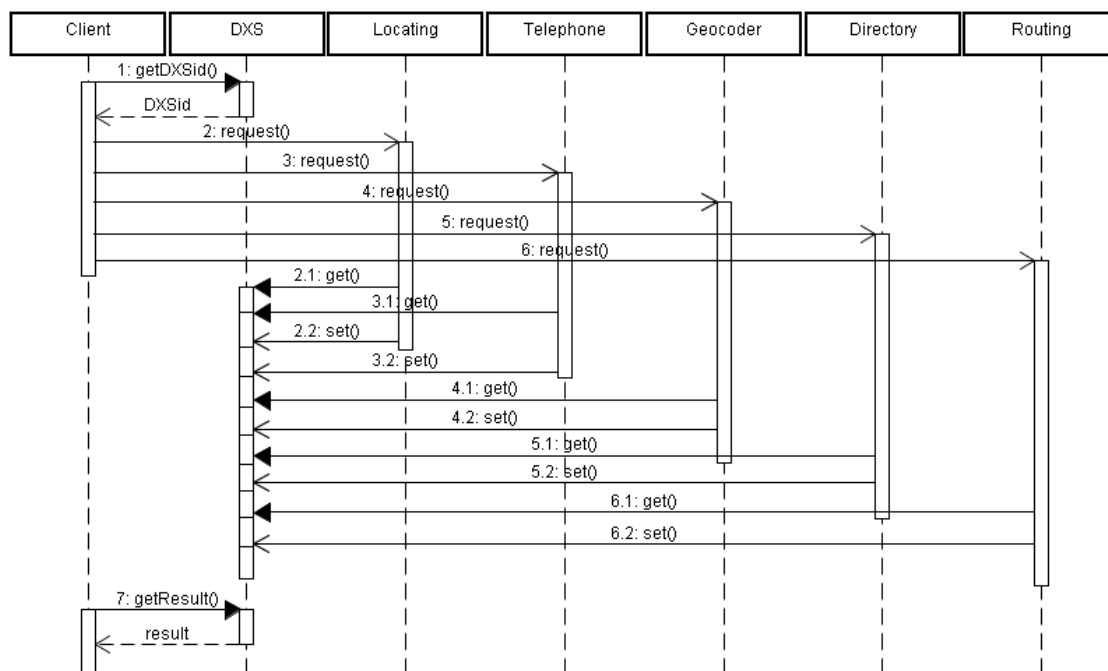 Client
DXS
Locating
Telephone
Geocoder
Directory
Routing
1: getDXSid()
DXSid
2: request()
3: request()
4: request()
5: request()
6: request()
2.1: get()
3.1: get()
2.2: set()
3.2: set()
4.1: get()
4.2: set()
5.1: get()
5.2: set()
6.1: get()
6.2: set()
7: getResult()
result